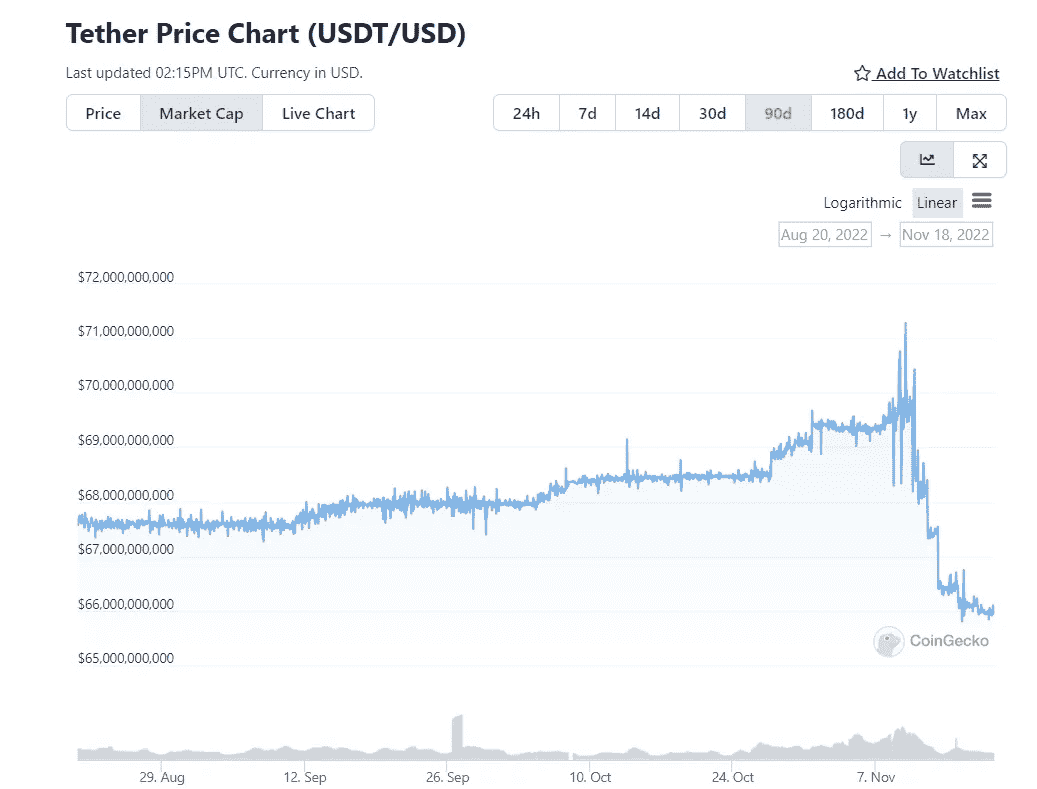 Tether Price Chart (USDT/USD)
Last updated 02:15PM UTC. Currency in USD.
Add To Watchlist
Price Market Cap Live Chart
24h 7d 14d 30d 90d 180d 1y Max
Logarithmic Linear
Aug 20, 2022 → Nov 18, 2022
$72,000,000,000
$71,000,000,000
$70,000,000,000
$69,000,000,000
$68,000,000,000
$67,000,000,000
$66,000,000,000
CoinGecko
$65,000,000,000
29. Aug 12. Sep 26. Sep 10. Oct 24. Oct 7. Nov